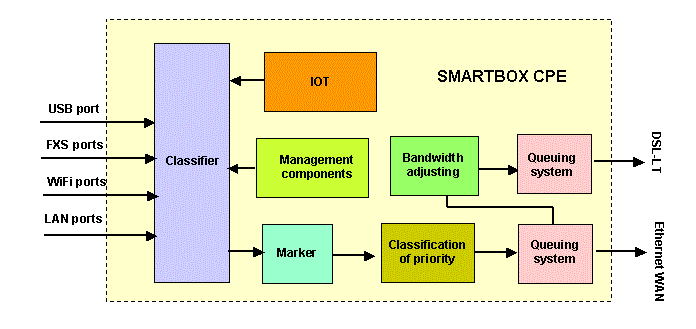 SMARTBOX CPE
IOT
USB port
FXS ports
WiFi ports
LAN ports
Classifier
Management
components
Bandwidth
adjusting
Queuing
system
DSL-LT
Marker
Classification
of priority
Queuing
system
Ethernet WAN